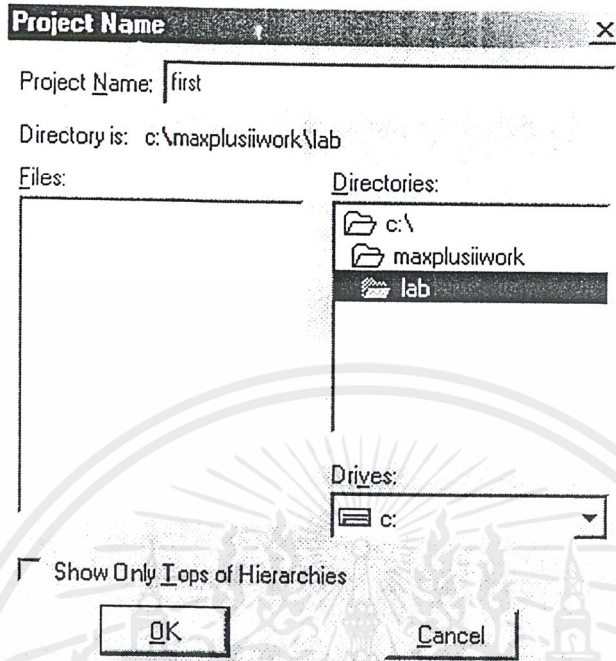 Project Name
Project Name: first
Directory is: c:\maxplusiiwork\lab
Files:
Directories:
c:\
maxplusiiwork
lab
Drives:
c:
Show Only Tops of Hierarchies
OK
Cancel